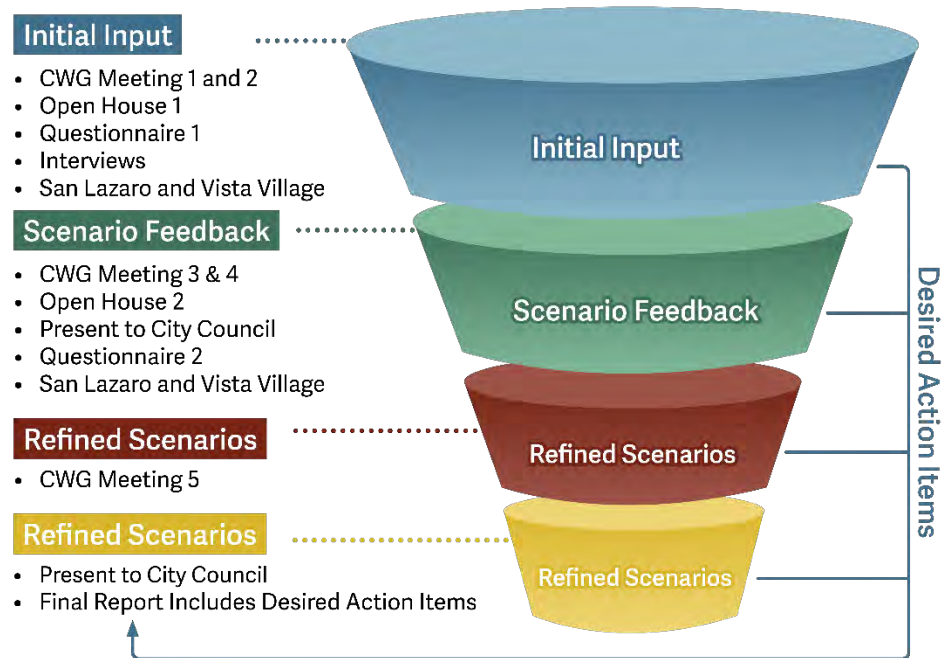 Initial Input
• CWG Meeting 1 and 2
• Open House 1
• Questionnaire 1
• Interviews
• San Lazaro and Vista Village
Scenario Feedback
• CWG Meeting 3 & 4
• Open House 2
• Present to City Council
• Questionnaire 2
• San Lazaro and Vista Village
Refined Scenarios
• CWG Meeting 5
Refined Scenarios
• Present to City Council
• Final Report Includes Desired Action Items
Initial Input
Scenario Feedback
Refined Scenarios
Refined Scenarios
Desired Action Items